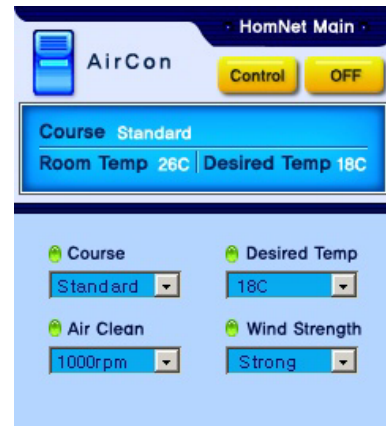 HomNet Main
AirCon
Control OFF
Course Standard
Room Temp 26C Desired Temp 18C
Course Desired Temp
Standard 18C
Air Clean Wind Strength
1000rpm Strong